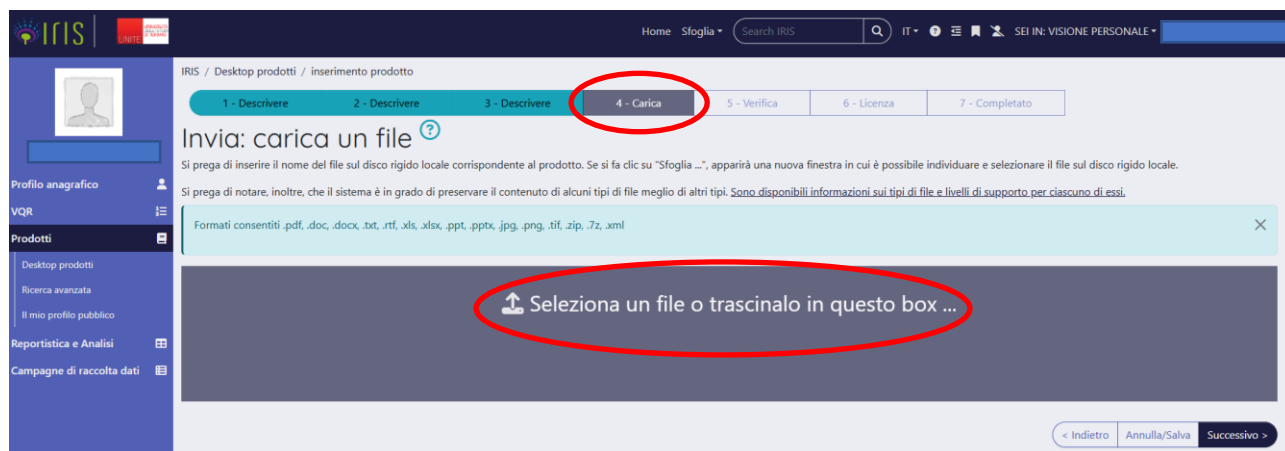 IRIS
UNITE
Home Sfoglia Search IRIS IT SEI IN: VISIONE PERSONALE
IRIS / Desktop prodotti / inserimento prodotto
1 - Descrivere 2 - Descrivere 3 - Descrivere 4 - Carica 5 - Verifica 6 - Licenza 7 - Completato
Invia: carica un file ?
Si prega di inserire il nome del file sul disco rigido locale corrispondente al prodotto. Se si fa clic su "Sfoglia ...", apparirà una nuova finestra in cui è possibile individuare e selezionare il file sul disco rigido locale.
Si prega di notare, inoltre, che il sistema è in grado di preservare il contenuto di alcuni tipi di file meglio di altri tipi. Sono disponibili informazioni sui tipi di file e livelli di supporto per ciascuno di essi.
Formati consentiti .pdf, .doc, .docx, .txt, .rtf, .xls, .xlsx, .ppt, .pptx, .jpg, .png, .tif, .zip, .7z, .xml
Seleziona un file o trascinalo in questo box ...
< Indietro Annulla/Salva Successivo >
Profilo anagrafico
VQR
Prodotti
Desktop prodotti
Ricerca avanzata
Il mio profilo pubblico
Reportistica e Analisi
Campagne di raccolta dati